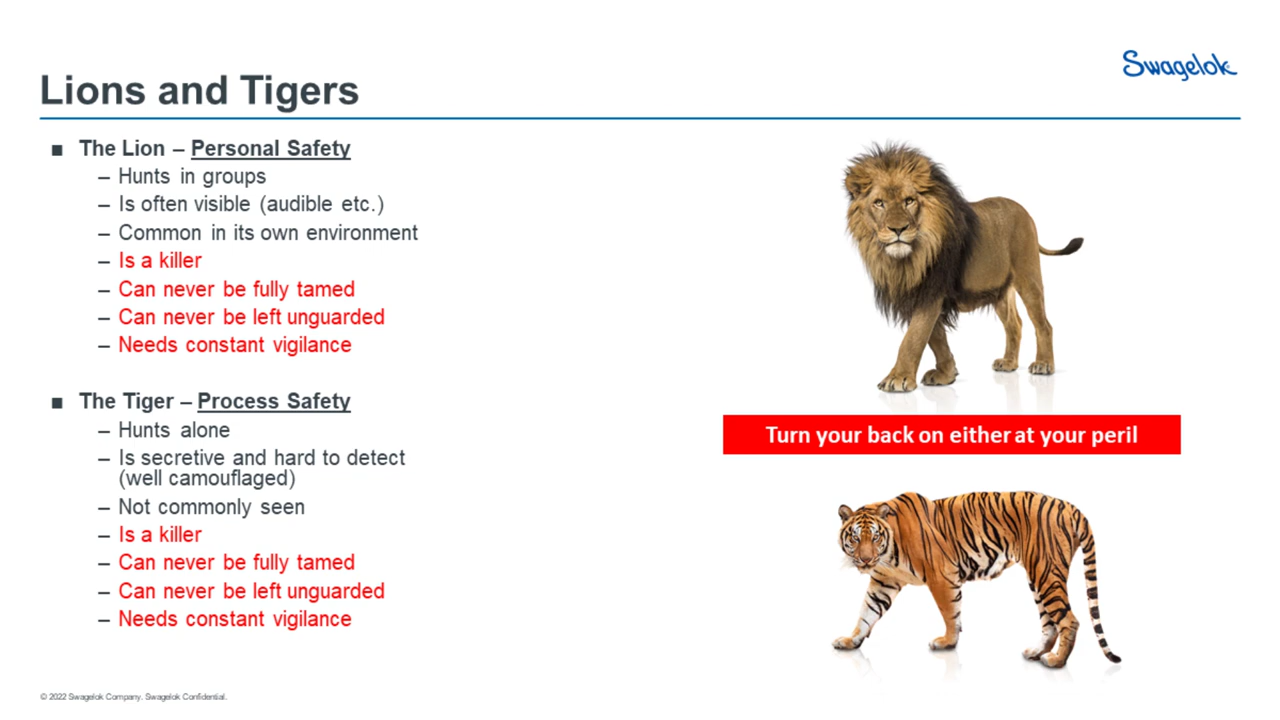 Swagelok
Lions and Tigers
■ The Lion – Personal Safety
– Hunts in groups
– Is often visible (audible etc.)
– Common in its own environment
– Is a killer
– Can never be fully tamed
– Can never be left unguarded
– Needs constant vigilance
■ The Tiger – Process Safety
– Hunts alone
– Is secretive and hard to detect
(well camouflaged)
– Not commonly seen
– Is a killer
– Can never be fully tamed
– Can never be left unguarded
– Needs constant vigilance
Turn your back on either at your peril
© 2022 Swagelok Company. Swagelok Confidential.